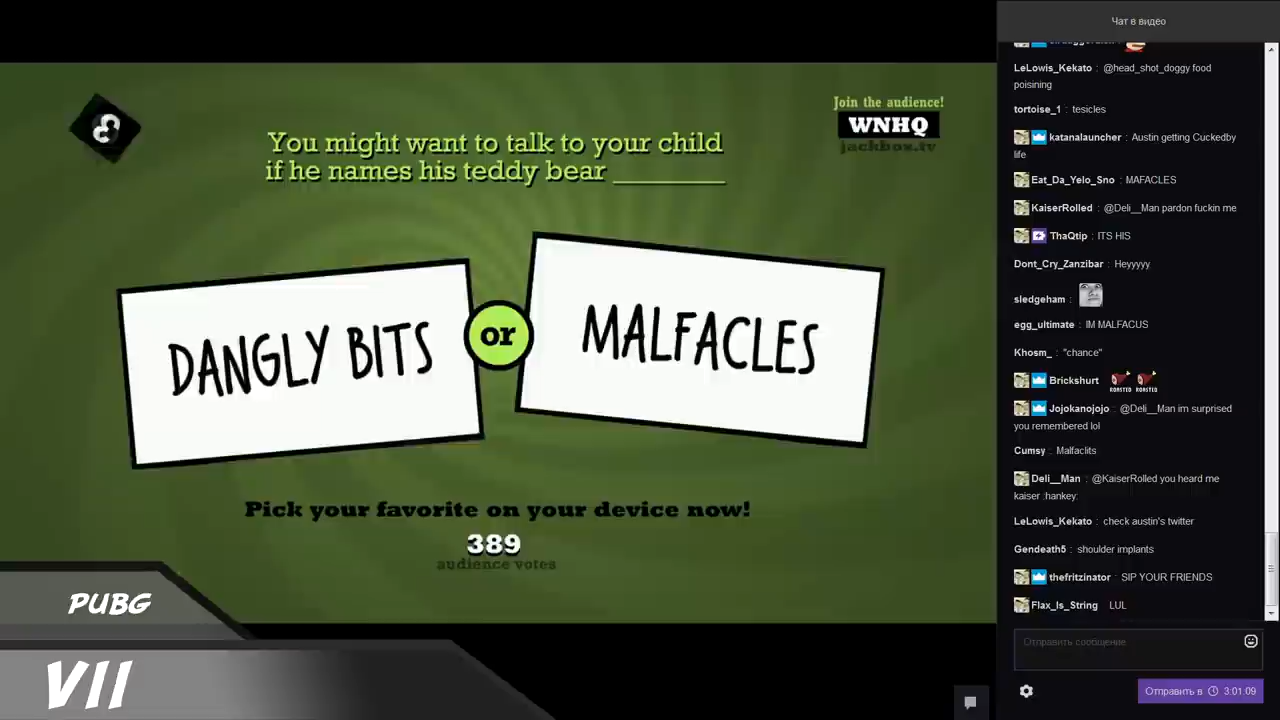 Чат в видео
LeLowis_Kekato : @head_shot_doggy food
poisining
tortoise_1 : tesicles
katanalauncher : Austin getting Cuckedby
life
Eat_Da_Yelo_Sno : MAFACLES
KaiserRolled : @Deli__Man pardon fuckin me
ThaQtip : ITS HIS
Dont_Cry_Zanzibar : Heyyyyy
sledgeham :
egg_ultimate : IM MALFACUS
Khosm_ : "chance"
Brickshurt
ROASTED ROASTED
Jojokanojojo : @Deli__Man im surprised
you remembered lol
Cumsy : Malfaclits
Deli__Man : @KaiserRolled you heard me
kaiser :hankey:
LeLowis_Kekato : check austin's twitter
Gendeath5 : shoulder implants
thefritzinator : SIP YOUR FRIENDS
Flax_Is_String LUL
Отправить сообщение
Отправить в 3:01:09
Join the audience!
WNHQ
jackbox.tv
You might want to talk to your child
if he names his teddy bear ________
DANGLY BITS
or
MALFACLES
Pick your favorite on your device now!
389
audience votes
PUBG
VII